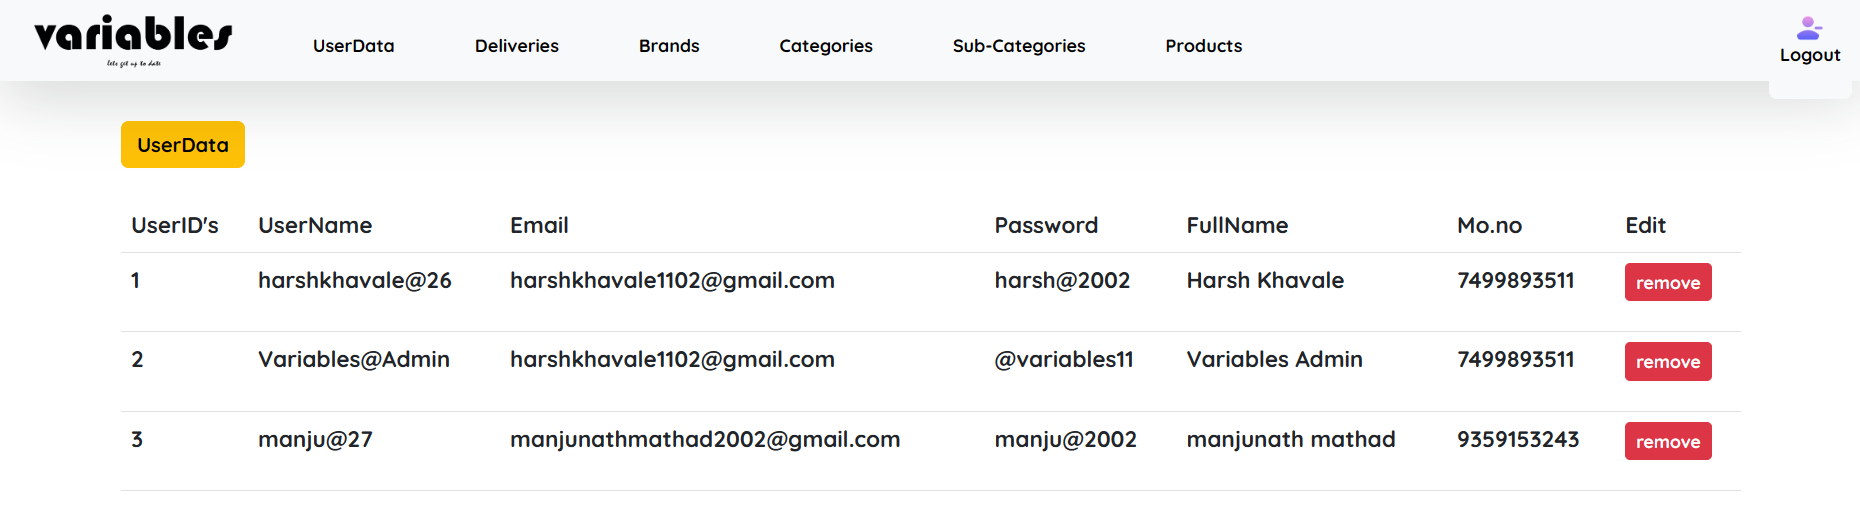 variables
lets get up to date
UserData Deliveries Brands Categories Sub-Categories Products
Logout
UserData
UserID's UserName Email Password FullName Mo.no Edit
1 harshkhavale@26 harshkhavale1102@gmail.com harsh@2002 Harsh Khavale 7499893511 remove
2 Variables@Admin harshkhavale1102@gmail.com @variables11 Variables Admin 7499893511 remove
3 manju@27 manjunathmathad2002@gmail.com manju@2002 manjunath mathad 9359153243 remove